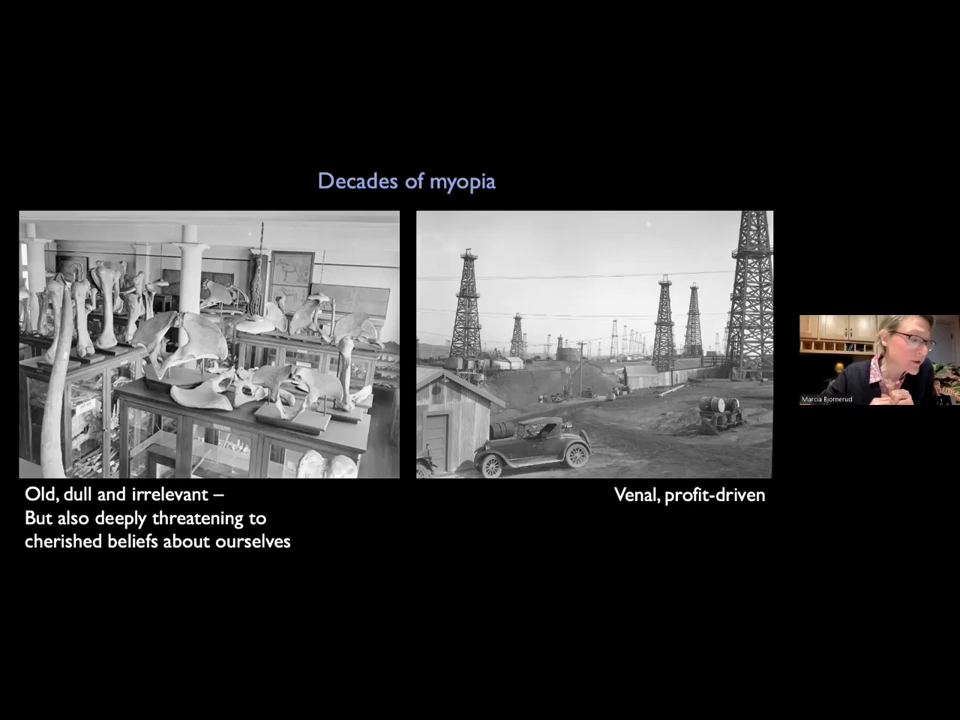 Decades of myopia
Old, dull and irrelevant –
But also deeply threatening to
cherished beliefs about ourselves
Venal, profit-driven
Marcia Bjornerud